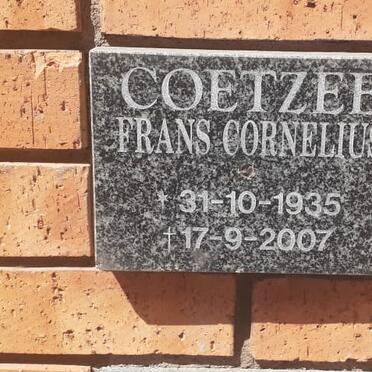 COETZEE
FRANS CORNELIUS
* 31-10-1935
†17-9-2007